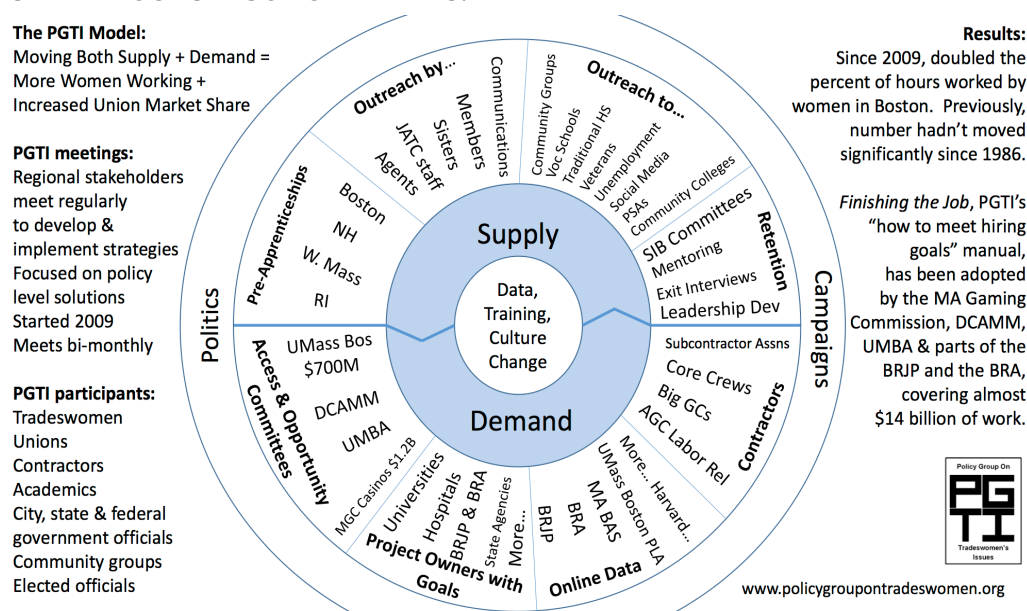 The PGTI Model:
Moving Both Supply + Demand =
More Women Working +
Increased Union Market Share
PGTI meetings:
Regional stakeholders
meet regularly
to develop &
implement strategies
Focused on policy
level solutions
Started 2009
Meets bi-monthly
PGTI participants:
Tradeswomen
Unions
Contractors
Academics
City, state & federal
government officials
Community groups
Elected officials
Politics
Pre-Apprenticeships
Boston
NH
W. Mass
RI
Outreach by...
Agents
JATC staff
Sisters
Members
Communications
Outreach to...
Community Groups
Voc Schools
Traditional HS
Veterans
Unemployment
Social Media
PSAs
Community Colleges
Retention
SIB Committees
Mentoring
Exit Interviews
Leadership Dev
Supply
Data,
Training,
Culture
Change
Demand
Access & Opportunity
Committees
UMass Bos
$700M
DCAMM
UMBA
MGC Casinos $1.2B
Project Owners with
Goals
Universities
Hospitals
BRJP & BRA
State Agencies
More...
Online Data
BRJP
BRA
MA BAS
UMass Boston PLA
More... Harvard...
Contractors
Subcontractor Assns
Core Crews
Big GCs
AGC Labor Rel
Campaigns
Results:
Since 2009, doubled the
percent of hours worked by
women in Boston. Previously,
number hadn’t moved
significantly since 1986.
Finishing the Job, PGTI’s
“how to meet hiring
goals” manual,
has been adopted
by the MA Gaming
Commission, DCAMM,
UMBA & parts of the
BRJP and the BRA,
covering almost
$14 billion of work.
Policy Group On
PG
TI
Tradeswomen's
Issues
www.policygroupontradeswomen.org